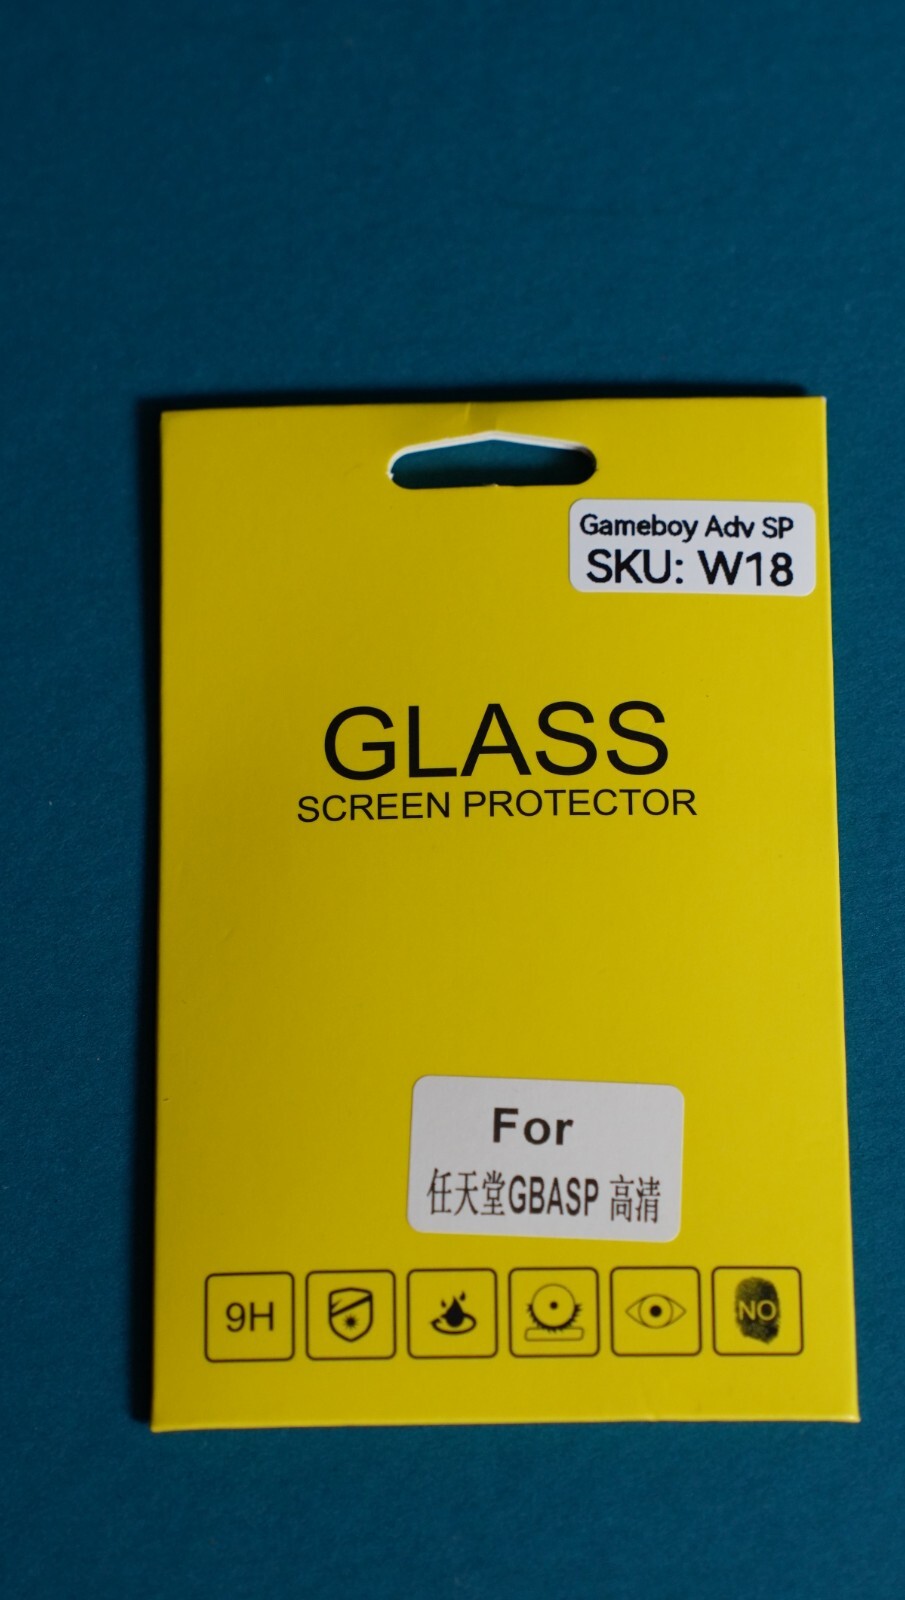 Gameboy Adv SP
SKU: W18
GLASS
SCREEN PROTECTOR
For
任天堂GBASP 高清
9H
NO